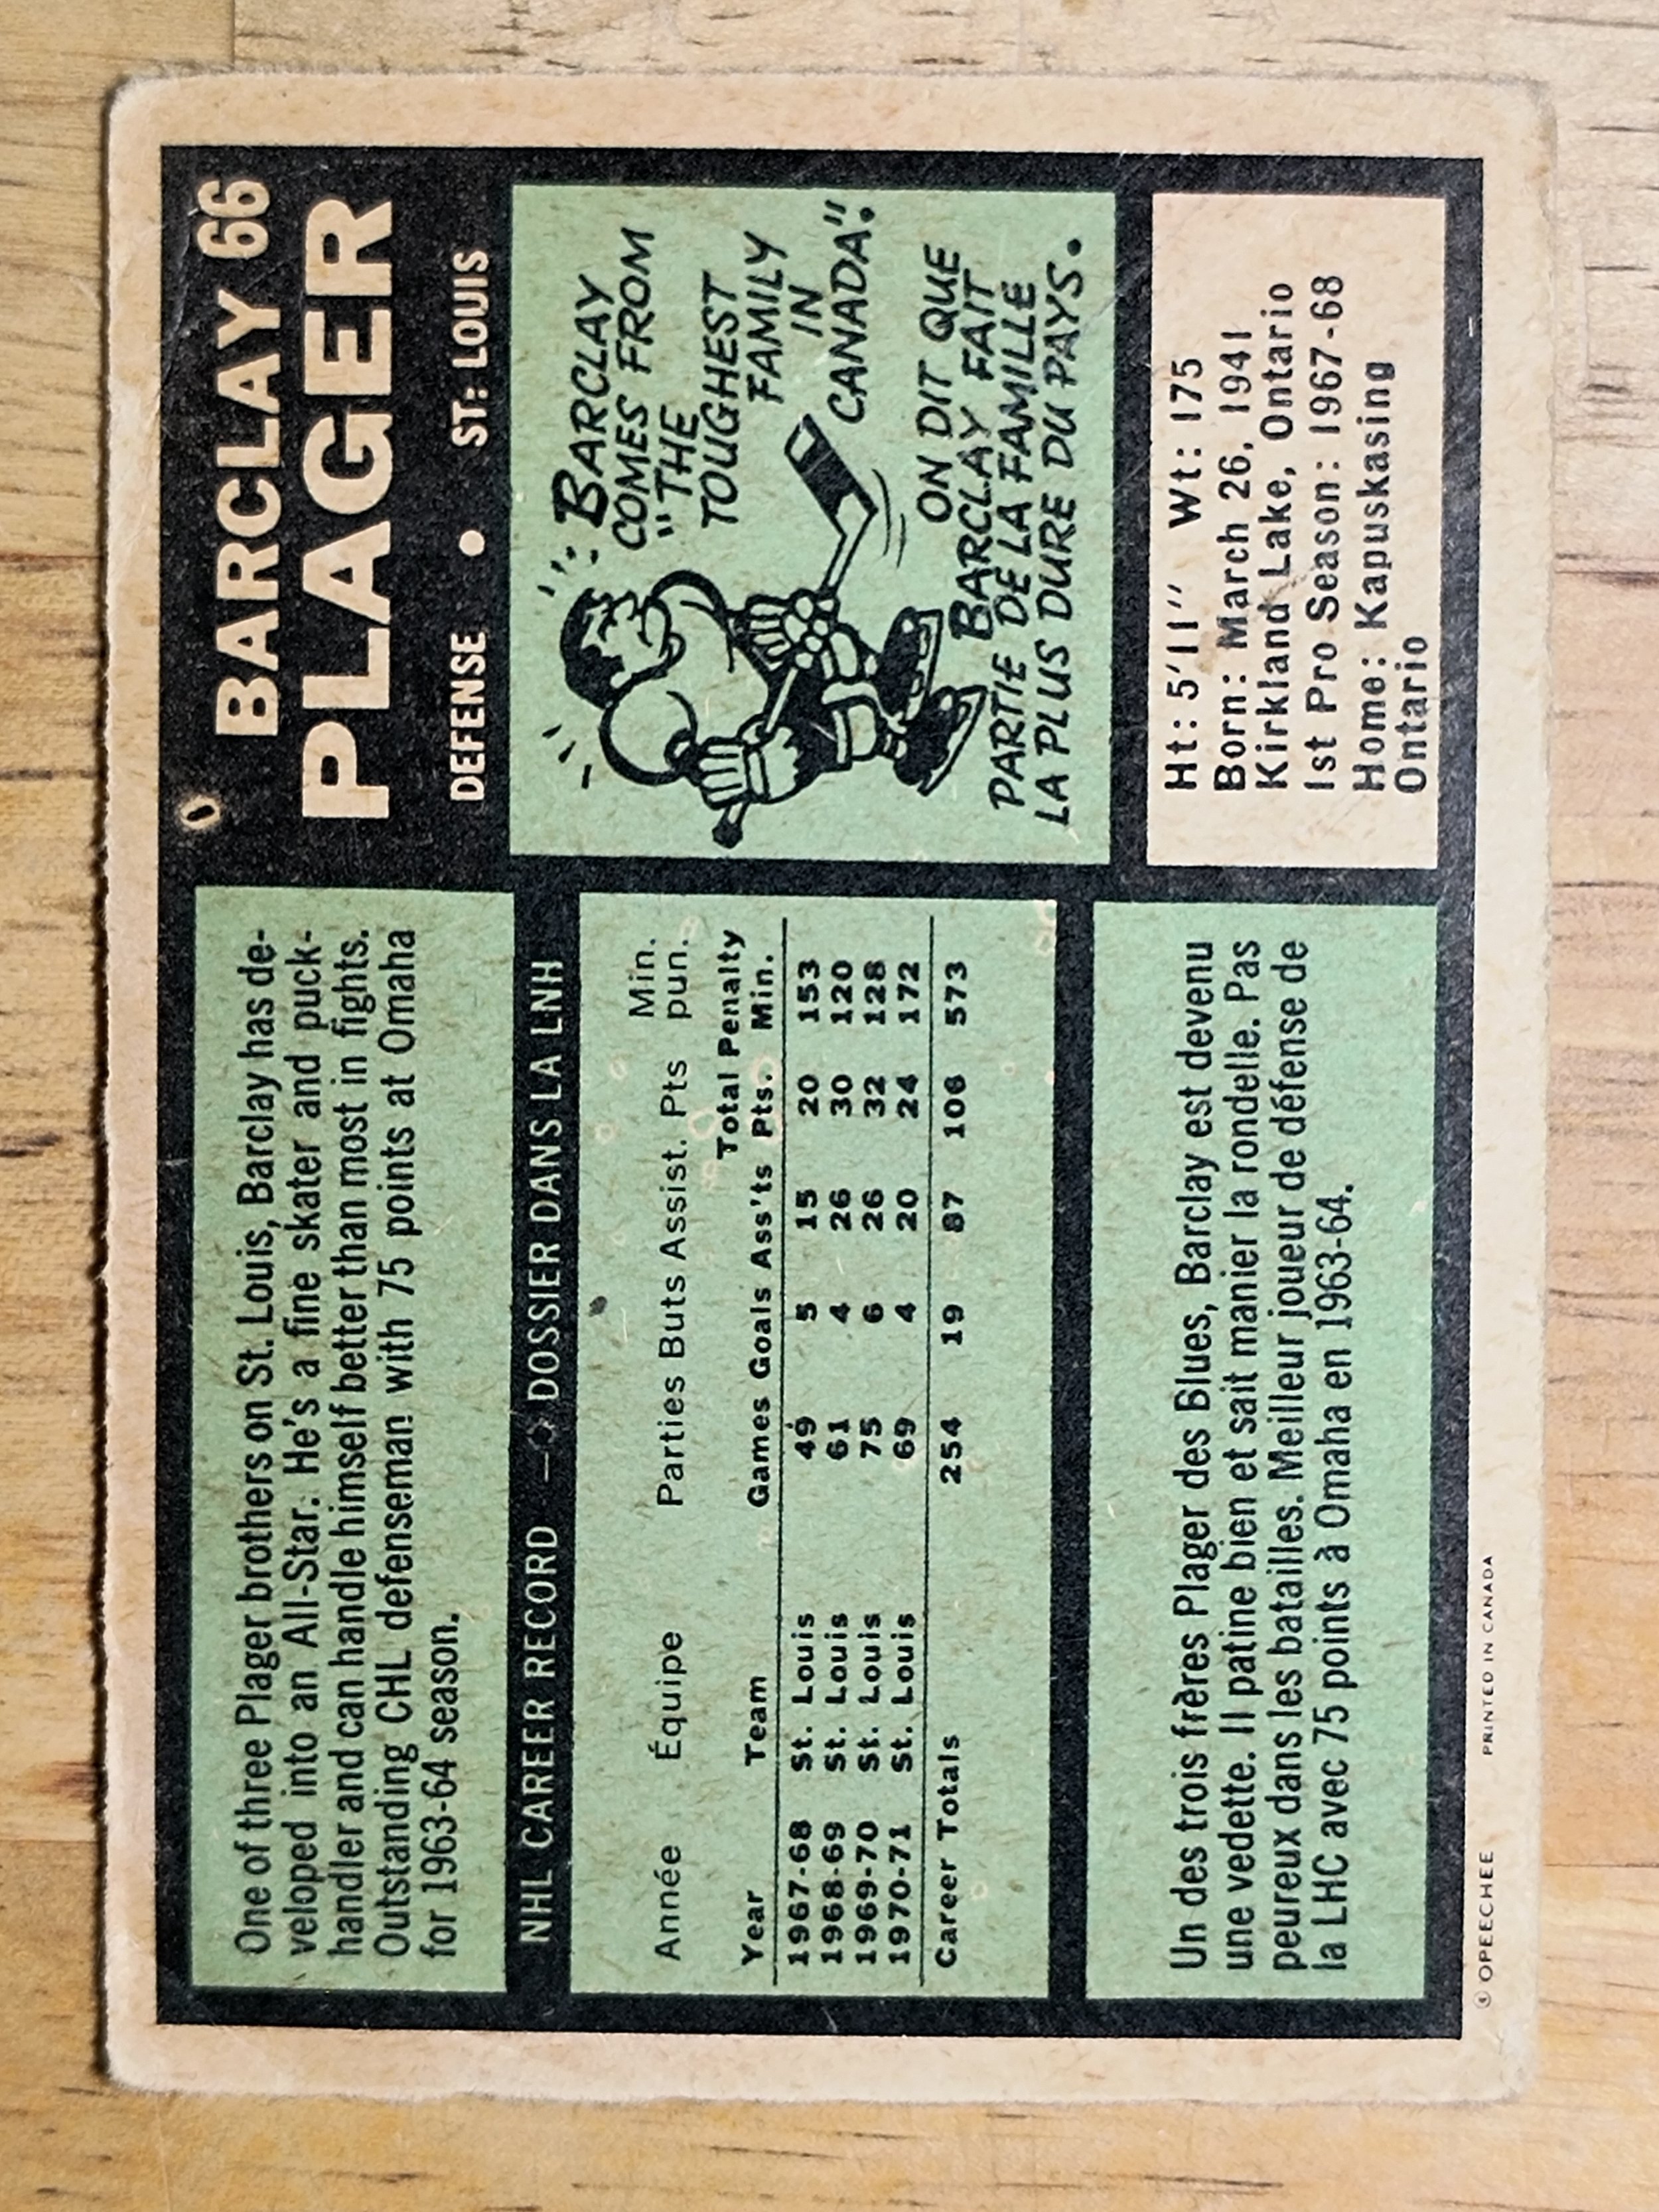 One of three Plager brothers on St. Louis, Barclay has de-
veloped into an All-Star. He's a fine skater and puck-
handler and can handle himself better than most in fights.
Outstanding CHL defenseman with 75 points at Omaha
for 1963-64 season.
BARCLAY 66
PLAGER
DEFENSE • ST. LOUIS
NHL CAREER RECORD DOSSIER DANS LA LNH
Année Équipe Parties Buts Assist. Pts Min. pun.
Year Team Games Goals Ass'ts Total Pts. Penalty Min.
1967-68 St. Louis 49 5 15 20 153
1968-69 St. Louis 61 4 26 30 120
1969-70 St. Louis 75 6 26 32 128
1970-71 St. Louis 69 4 20 24 172
Career Totals 254 19 87 106 573
BARCLAY
COMES FROM
"THE
TOUGHEST
FAMILY
IN
CANADA".
ON DIT QUE
BARCLAY FAIT
PARTIE DE LA FAMILLE
LA PLUS DURE DU PAYS.
Un des trois frères Plager des Blues, Barclay est devenu
une vedette. Il patine bien et sait manier la rondelle. Pas
peureux dans les batailles. Meilleur joueur de défense de
la LHC avec 75 points à Omaha en 1963-64.
Ht: 5'11" Wt: 175
Born: March 26, 1941
Kirkland Lake, Ontario
1st Pro Season: 1967-68
Home: Kapuskasing
Ontario
© OPEECHEE PRINTED IN CANADA